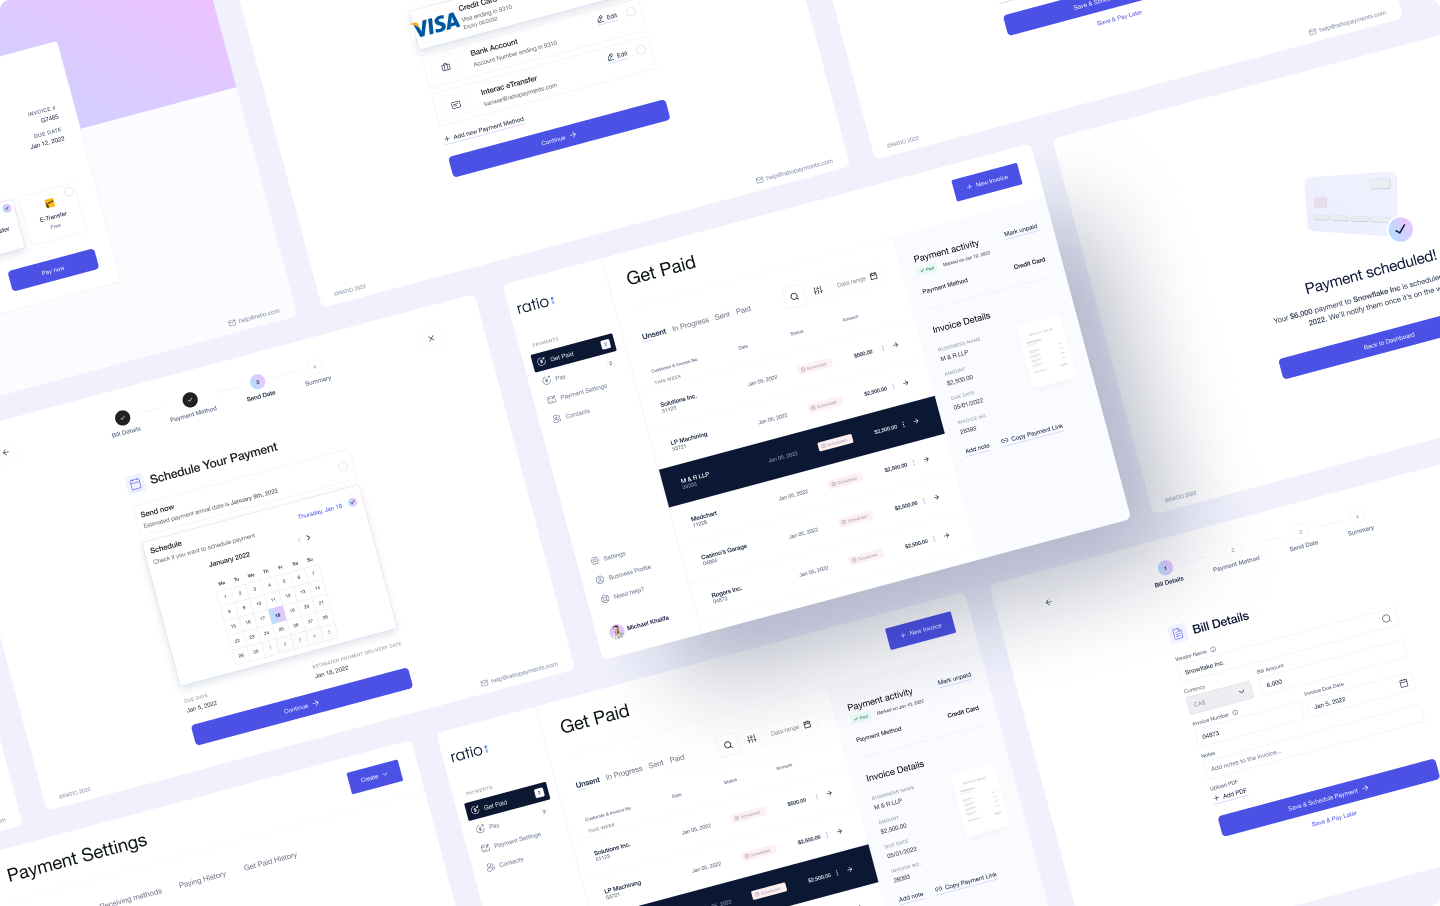 INVOICE #
G7485
DUE DATE
Jan 12, 2022
E-Transfer
Free
Pay now
help@ratio.com
VISA
Credit Card
Visa ending in 9310
Expiry 06/2032
Bank Account
Account Number ending in 9310
Edit
Interac eTransfer
kanwar@ratiopayments.com
Edit
+ Add new Payment Method
Continue
©RATIO 2022
help@ratiopayments.com
Save & Pay Later
©RATIO 2022
help@ratiopayments.com
Payment scheduled!
Your $6,000 payment to Snowflake Inc is scheduled
2022. We'll notify them once it's on the
Back to Dashboard
©RATIO 2022
Bill Details
Payment Method
3
Send Date
4
Summary
Schedule Your Payment
Send now
Estimated payment arrival date is January 9th, 2022
Schedule
Thursday, Jan 18
Check if you want to schedule payment
January 2022
Mo Tu We Th Fr Sa Su
1 2 3 4 5 6 7
8 9 10 11 12 13 14
15 16 17 18 19 20 21
22 23 24 25 26 27 28
29 30 1 2 3 4 5
DUE DATE
Jan 5, 2022
ESTIMATED PAYMENT DELIVERY DATE
Jan 18, 2022
Continue
©RATIO 2022
help@ratiopayments.com
ratio
PAYMENTS
Get Paid
2
Pay
2
Payment Settings
Contacts
Settings
Business Profile
Need help?
Michael Khalifa
Get Paid
+ New Invoice
Unsent In Progress Sent Paid
Data range
Customer & Invoice No
Date
Status
Amount
THIS WEEK
Solutions Inc.
51123
Jan 05, 2022
Scheduled
$500.00
LP Machining
53721
Jan 05, 2022
Scheduled
$2,500.00
M & R LLP
28393
Jan 05, 2022
Scheduled
$2,500.00
Medchart
11228
Jan 05, 2022
Scheduled
$2,500.00
Casimo's Garage
04864
Jan 05, 2022
Scheduled
$2,500.00
Rogers Inc.
04873
Jan 05, 2022
Scheduled
$2,500.00
Payment activity
Mark unpaid
Paid
Marked on Jan 10, 2022
Payment Method
Credit Card
Invoice Details
BUSSINESS NAME
M & R LLP
AMOUNT
$2,500.00
DUE DATE
05/01/2022
INVOICE NO.
28393
Add note
Copy Payment Link
Payment Settings
Create
Receiving methods
Paying History
Get Paid History
ratio
PAYMENTS
Get Paid
2
Pay
2
Payment Settings
Contacts
Get Paid
+ New Invoice
Unsent In Progress Sent Paid
Data range
Customer & Invoice No
Date
Status
Amount
THIS WEEK
Solutions Inc.
51123
Jan 05, 2022
Scheduled
$500.00
LP Machining
53721
Jan 05, 2022
Scheduled
$2,500.00
Scheduled
$2,500.00
Payment activity
Mark unpaid
Paid
Marked on Jan 10, 2022
Payment Method
Credit Card
Invoice Details
BUSSINESS NAME
M & R LLP
AMOUNT
$2,500.00
DUE DATE
05/01/2022
INVOICE NO.
28393
Add note
Copy Payment Link
1
Bill Details
2
Payment Method
3
Send Date
4
Summary
Bill Details
Vendor Name
Snowflake Inc.
Currency
CAE
Bill Amount
6,000
Invoice Number
04873
Invoice Due Date
Jan 5, 2022
Notes
Add notes to the invoice...
Upload PDF
+ Add PDF
Save & Schedule Payment
Save & Pay Later